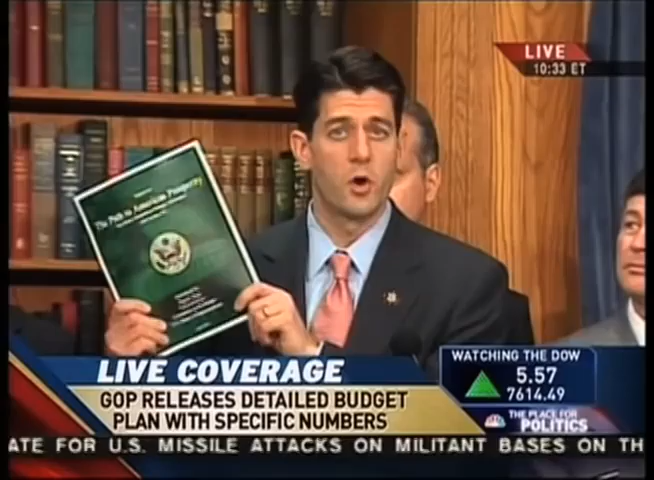 LIVE
10:33 ET
The Path to American Prosperity
LIVE COVERAGE
GOP RELEASES DETAILED BUDGET
PLAN WITH SPECIFIC NUMBERS
WATCHING THE DOW
5.57
7614.49
THE PLACE FOR
POLITICS
ATE FOR U.S. MISSILE ATTACKS ON MILITANT BASES ON TH